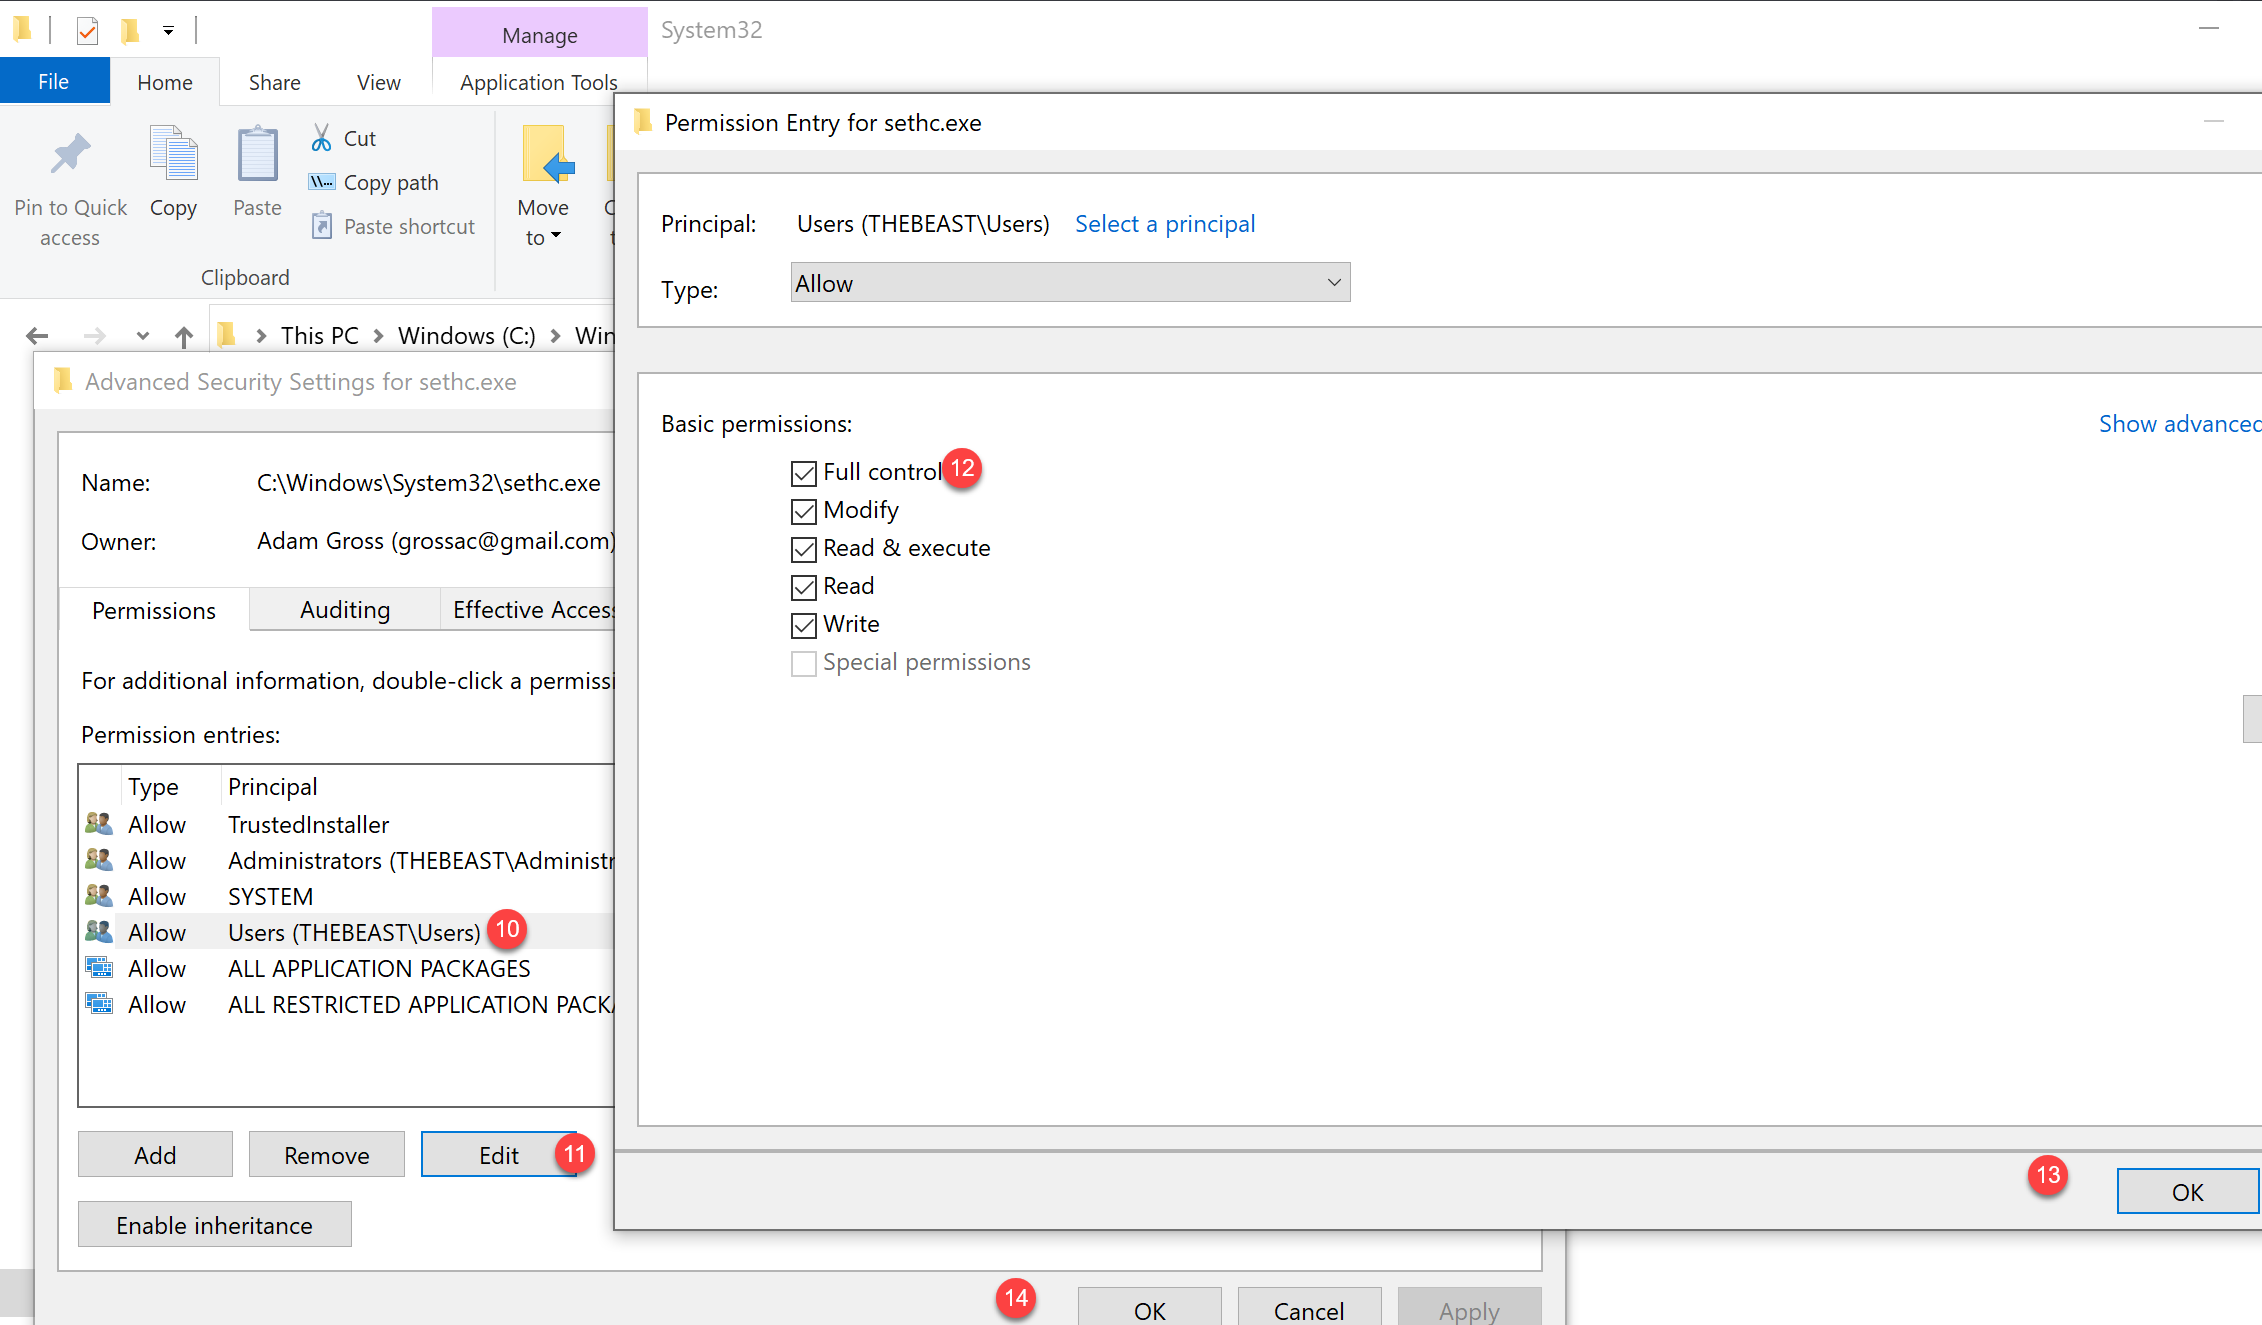 Manage
System32
File
Home
Share
View
Application Tools
Pin to Quick
access
Copy
Paste
Cut
Copy path
Paste shortcut
Move
to
Clipboard
This PC
Windows (C:)
Win
Advanced Security Settings for sethc.exe
Name:
C:\Windows\System32\sethc.exe
Owner:
Adam Gross (grossac@gmail.com)
Permissions
Auditing
Effective Access
For additional information, double-click a permissi
Permission entries:
Type Principal
Allow TrustedInstaller
Allow Administrators (THEBEAST\Administr
Allow SYSTEM
Allow Users (THEBEAST\Users) 10
Allow ALL APPLICATION PACKAGES
Allow ALL RESTRICTED APPLICATION PACKA
Add
Remove
Edit 11
Enable inheritance
14
OK
Cancel
Apply
Permission Entry for sethc.exe
Principal: Users (THEBEAST\Users) Select a principal
Type: Allow
Basic permissions:
Show advanced
Full control 12
Modify
Read & execute
Read
Write
Special permissions
13
OK